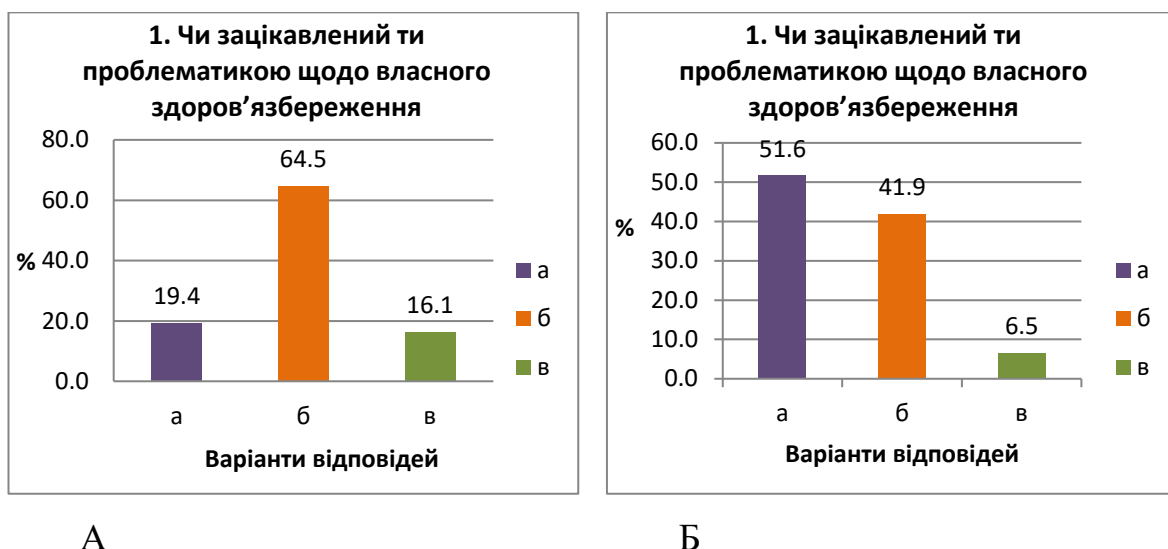 1. Чи зацікавлений ти
проблематикою щодо власного
здоров’язбереження
80.0
60.0
40.0
20.0
0.0
%
19.4
64.5
16.1
а
б
в
Варіанти відповідей
а
б
в
А
1. Чи зацікавлений ти
проблематикою щодо власного
здоров’язбереження
60.0
50.0
40.0
30.0
20.0
10.0
0.0
%
51.6
41.9
6.5
а
б
в
Варіанти відповідей
а
б
в
Б